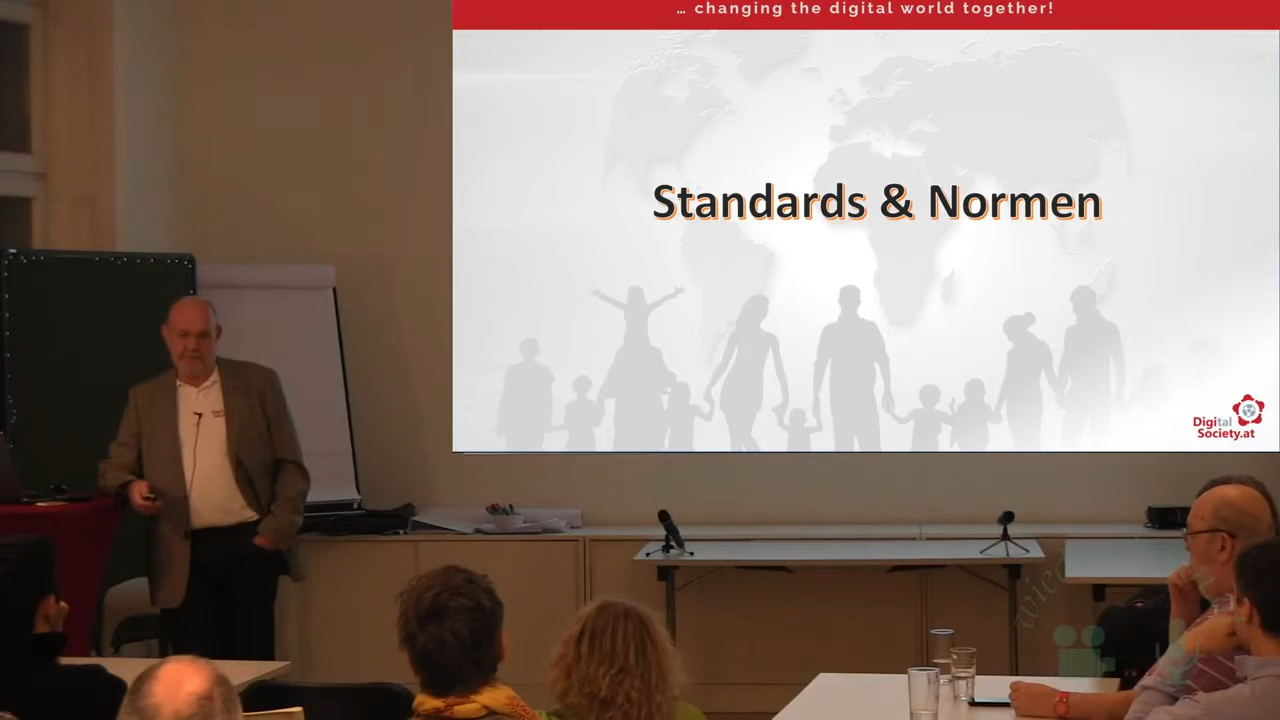 … changing the digital world together!
Standards & Normen
Digital
Society.at